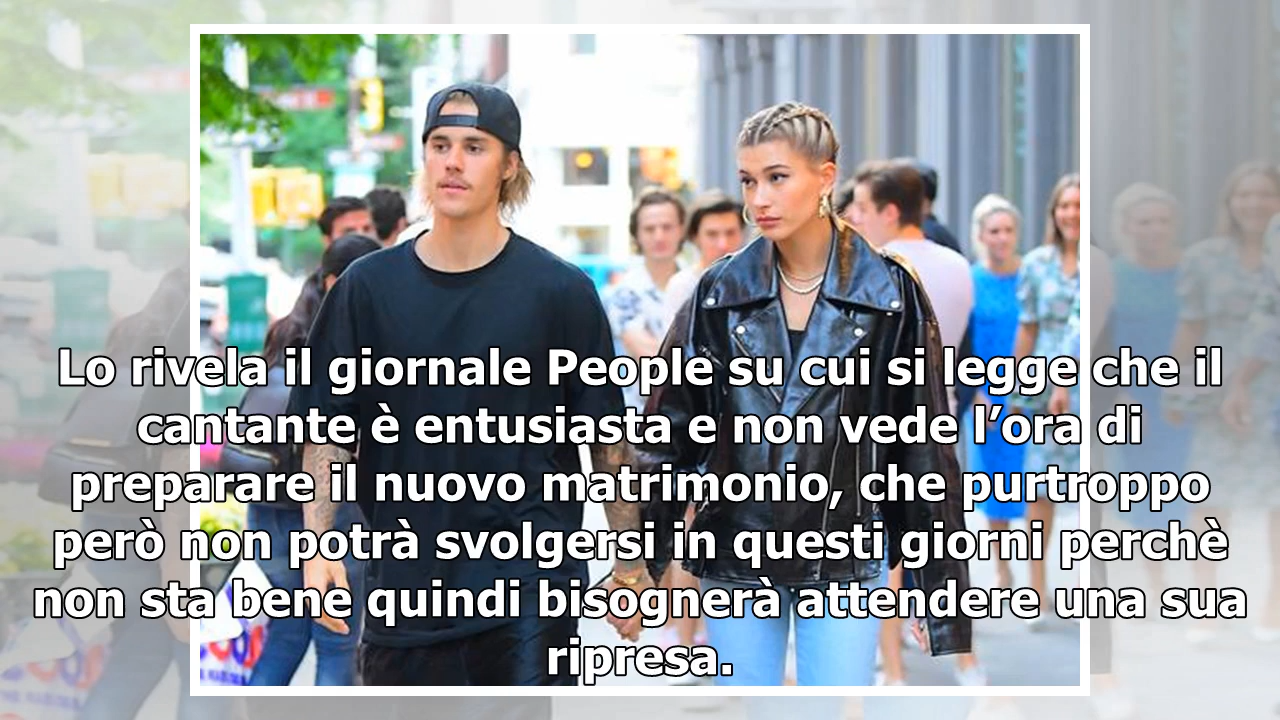 Lo rivela il giornale People su cui si legge che il
cantante è entusiasta e non vede l’ora di
preparare il nuovo matrimonio, che purtroppo
però non potrà svolgersi in questi giorni perchè
non sta bene quindi bisognerà attendere una sua
ripresa.